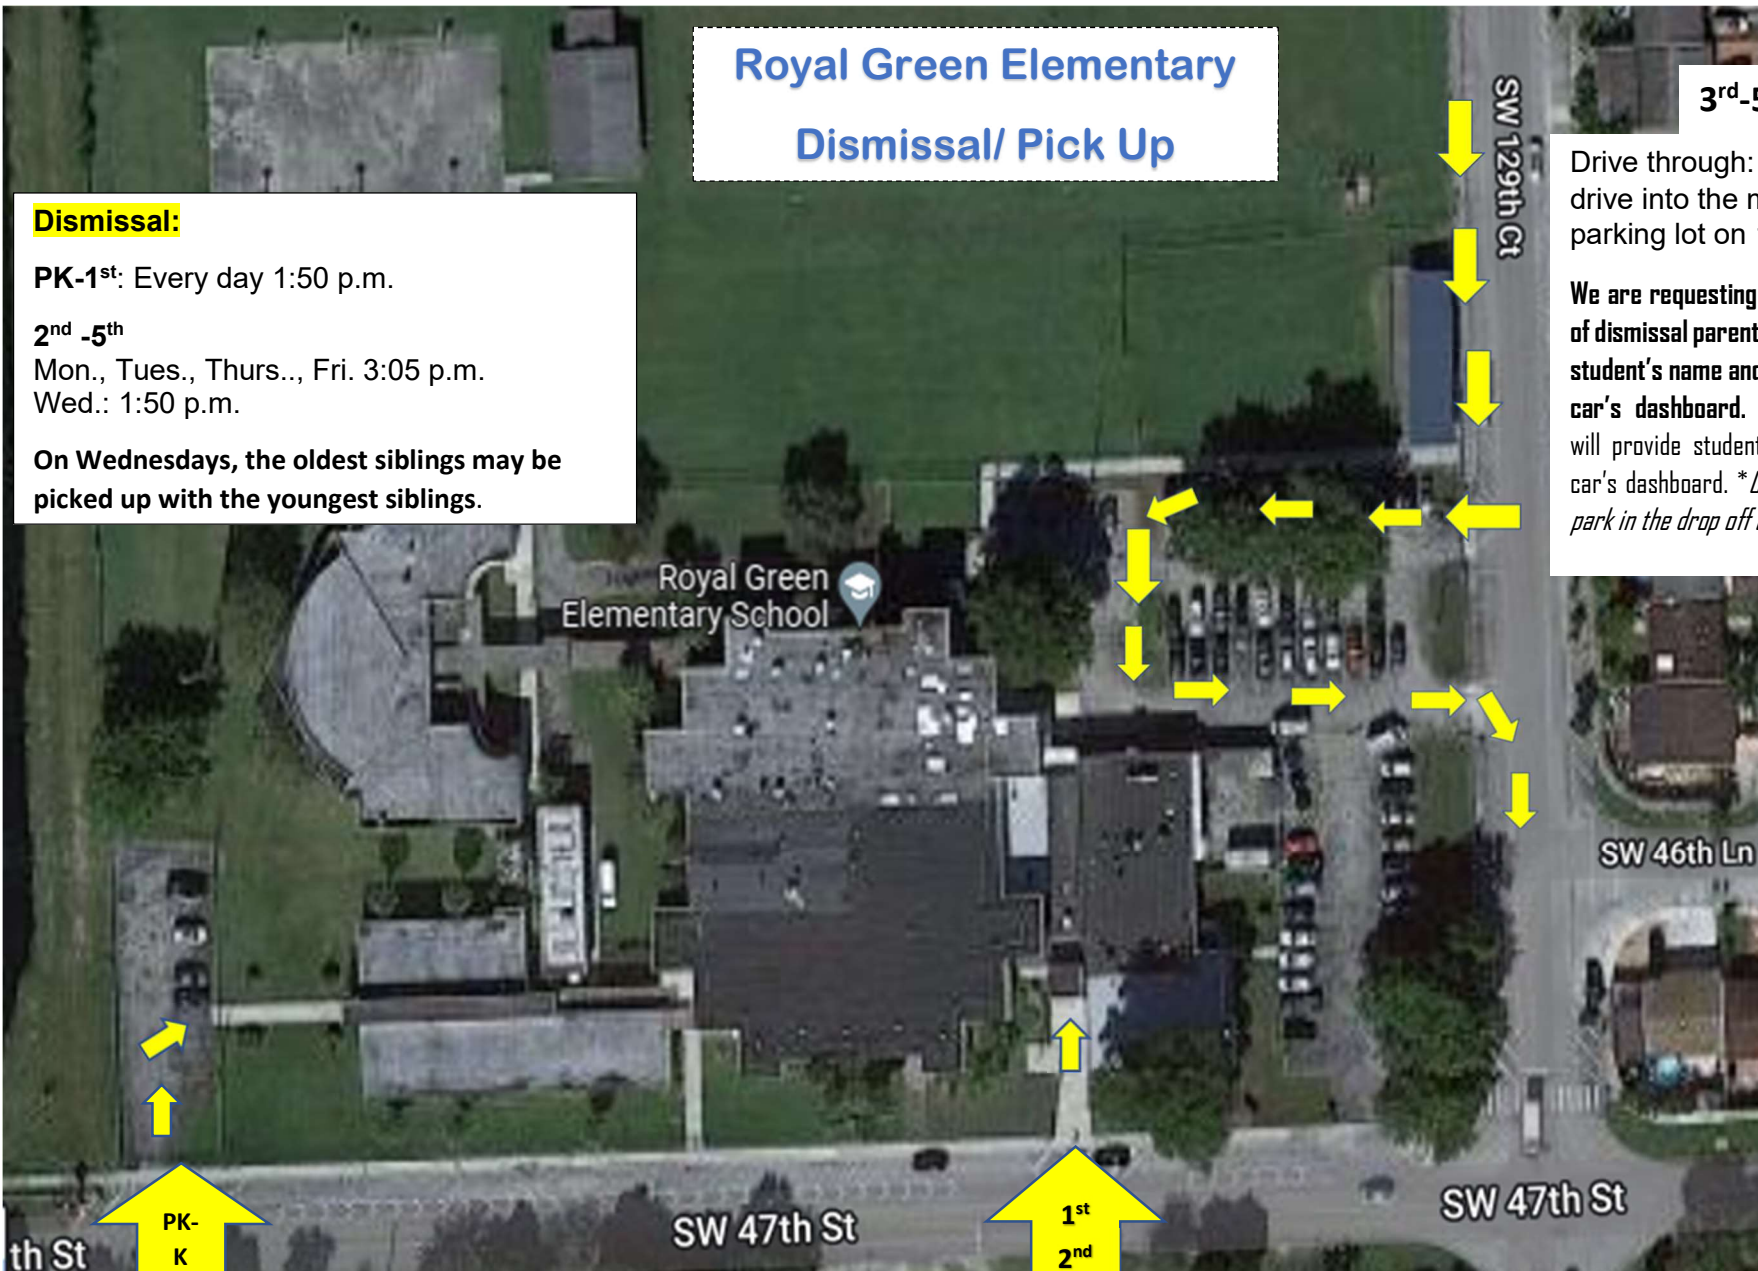 Royal Green Elementary
Dismissal/ Pick Up
Dismissal:
PK-1st: Every day 1:50 p.m.
2nd -5th
Mon., Tues., Thurs.., Fri. 3:05 p.m.
Wed.: 1:50 p.m.
On Wednesdays, the oldest siblings may be
picked up with the youngest siblings.
SW 129th Ct
3rd-5
Drive through:
drive into the
parking lot on
We are requesting
of dismissal parent
student's name and
car's dashboard.
will provide student
car's dashboard. *
park in the drop off
Royal Green
Elementary School
SW 46th Ln
SW 47th St
SW 47th St
th St
PK-
K
1st
2nd